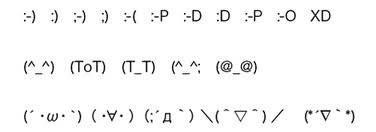 :-)   :)   ;-)   ;)   :-(   :-P   :-D   :D   :-P   :-O   XD
(^_^)   (ToT)   (T_T)   (^_^;   (@_@)
(´・ω・`)（・∀・）(;´д｀)＼(＾▽＾)／   (*´∇｀*)